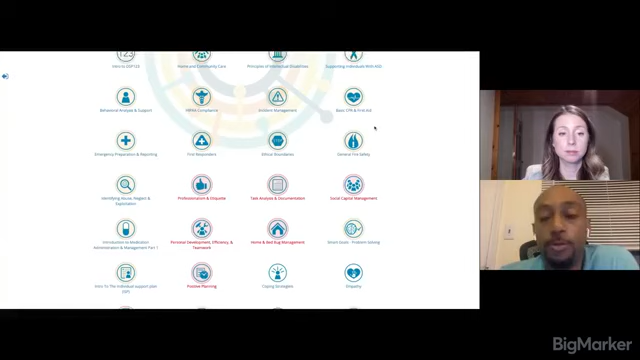 Intro to DSP123
Home and Community Care
Principles of Intellectual Disabilities
Supporting Individuals With ASD
Behavioral Analysis & Support
HIPAA Compliance
Incident Management
Basic CPR & First Aid
Emergency Preparation & Reporting
First Responders
Ethical Boundaries
General Fire Safety
Identifying Abuse, Neglect &
Exploitation
Professionalism & Etiquette
Task Analysis & Documentation
Social Capital Management
Introduction to Medication
Administration & Management Part 1
Personal Development, Efficiency, &
Teamwork
Home & Bed Bug Management
Smart Goals - Problem Solving
Intro To The individual support plan
(ISP)
Positive Planning
Coping Strategies
Empathy
BigMarker